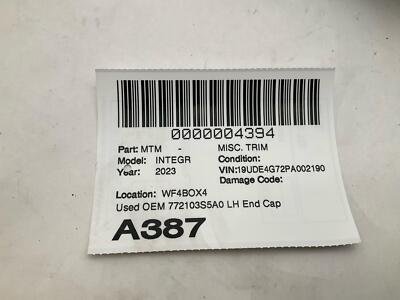 0000004394
Part: MTM - MISC. TRIM
Model: INTEGR Condition:
Year: 2023 VIN:19UDE4G72PA002190
Damage Code:
Location: WF4BOX4
Used OEM 772103S5A0 LH End Cap
A387